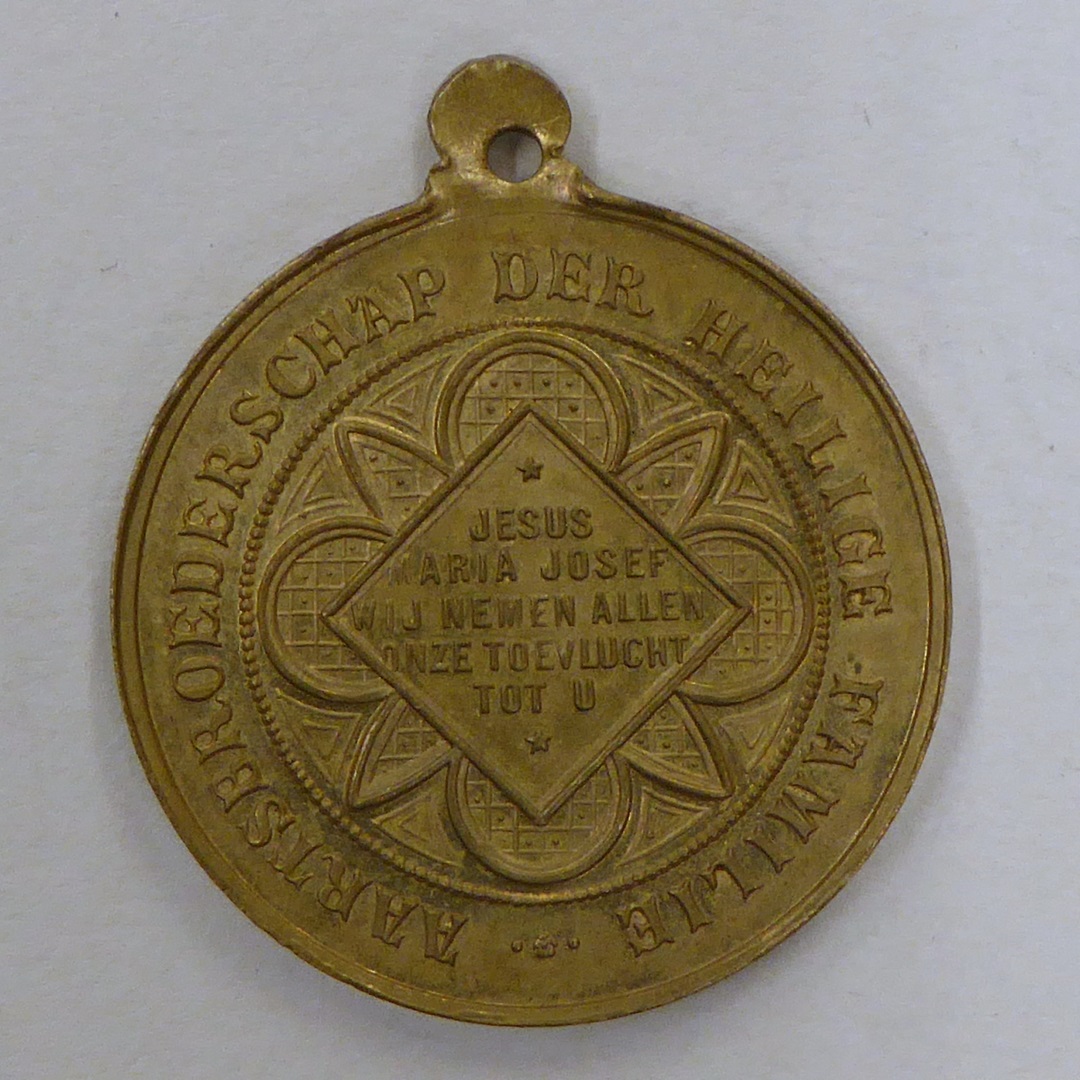 AARTSBROEDERSCHAP DER HEILIGE FAMILIE
JESUS
MARIA JOSEF
WIJ NEMEN ALLEN
ONZE TOEVLUCHT
TOT U